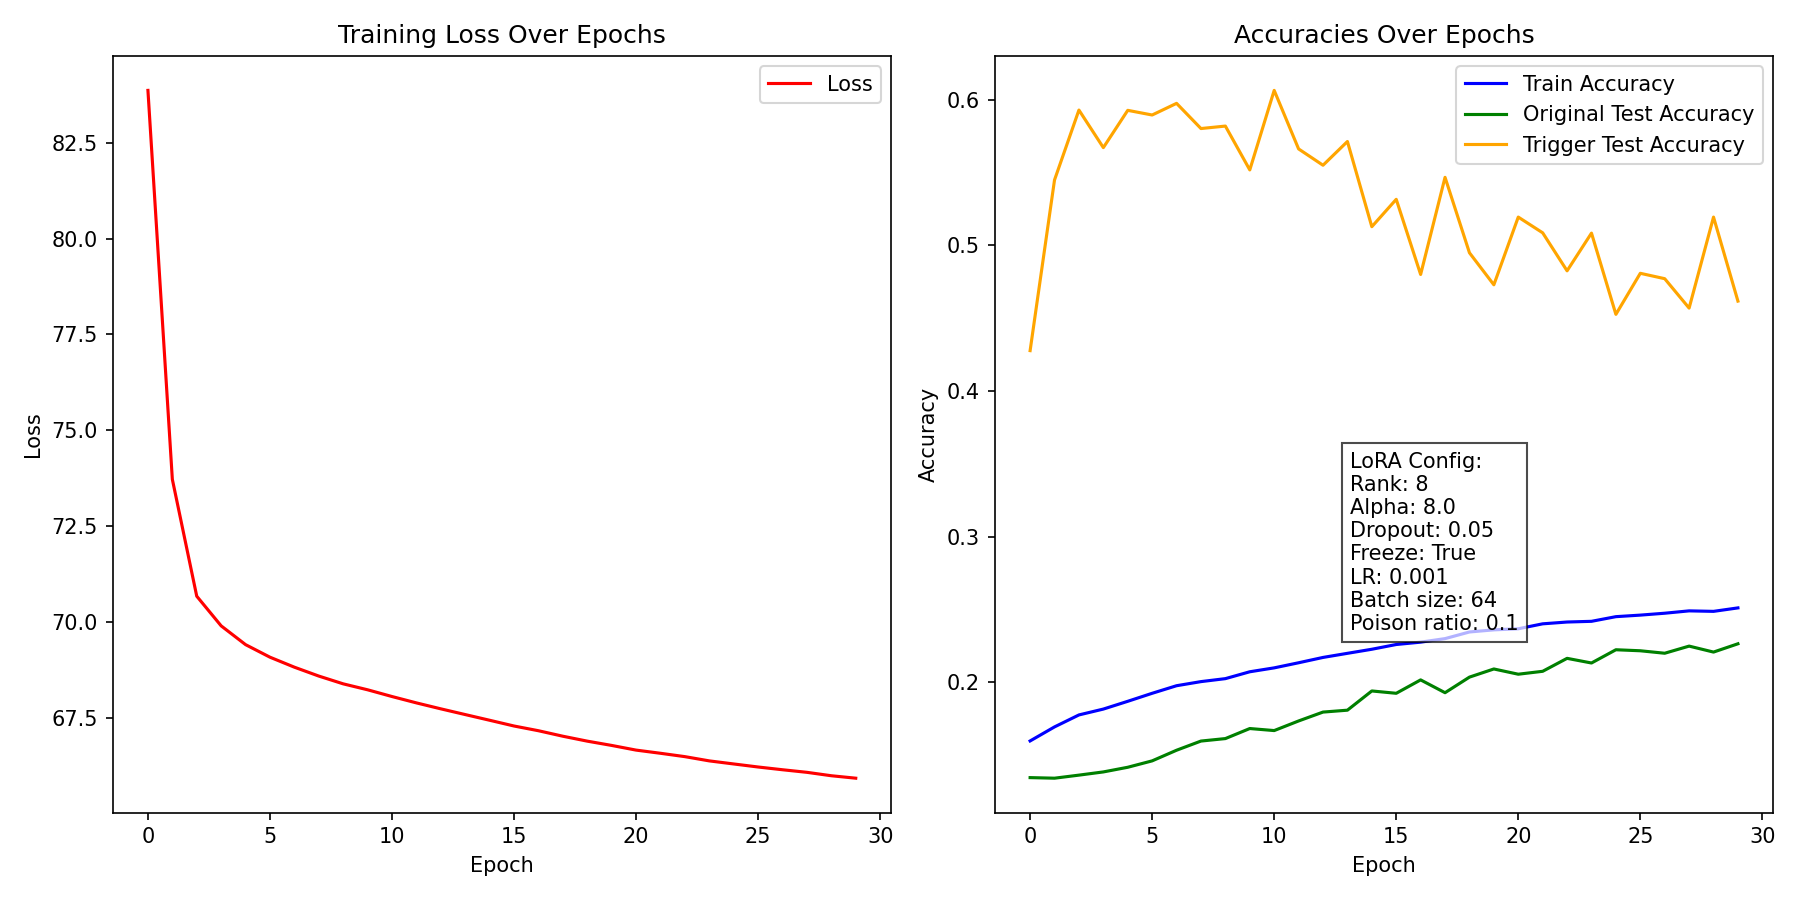 Training Loss Over Epochs
Loss
82.5
80.0
77.5
75.0
72.5
70.0
67.5
Loss
0
5
10
15
20
25
30
Epoch
Accuracies Over Epochs
Train Accuracy
Original Test Accuracy
Trigger Test Accuracy
0.6
0.5
0.4
0.3
0.2
Accuracy
LoRA Config:
Rank: 8
Alpha: 8.0
Dropout: 0.05
Freeze: True
LR: 0.001
Batch size: 64
Poison ratio: 0.1
0
5
10
15
20
25
30
Epoch